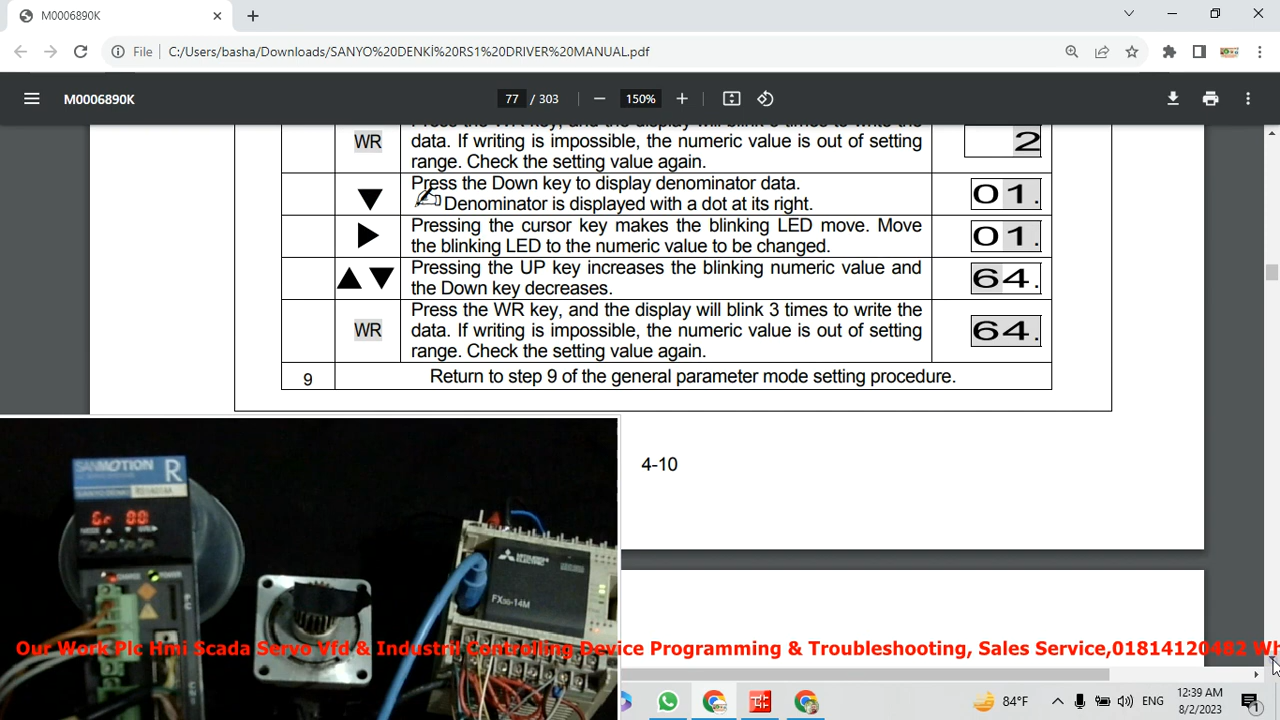 M0006890K
File C:/Users/basha/Downloads/SANYO%20DENKİ%20RS1%20DRIVER%20MANUAL.pdf
M0006890K 77 / 303 150%
WR data. If writing is impossible, the numeric value is out of setting 2
range. Check the setting value again.
Press the Down key to display denominator data. 01.
Denominator is displayed with a dot at its right.
Pressing the cursor key makes the blinking LED move. Move 01.
the blinking LED to the numeric value to be changed.
Pressing the UP key increases the blinking numeric value and 64.
the Down key decreases.
Press the WR key, and the display will blink 3 times to write the
WR data. If writing is impossible, the numeric value is out of setting 64.
range. Check the setting value again.
9 Return to step 9 of the general parameter mode setting procedure.
4-10
SANMOTION R
Gr 00
MITSUBISHI
ELECTRIC
Our Work Plc Hmi Scada Servo Vfd & Industril Controlling Device Programming & Troubleshooting, Sales Service,01814120482 Wh
84°F ENG 12:39 AM
8/2/2023
1